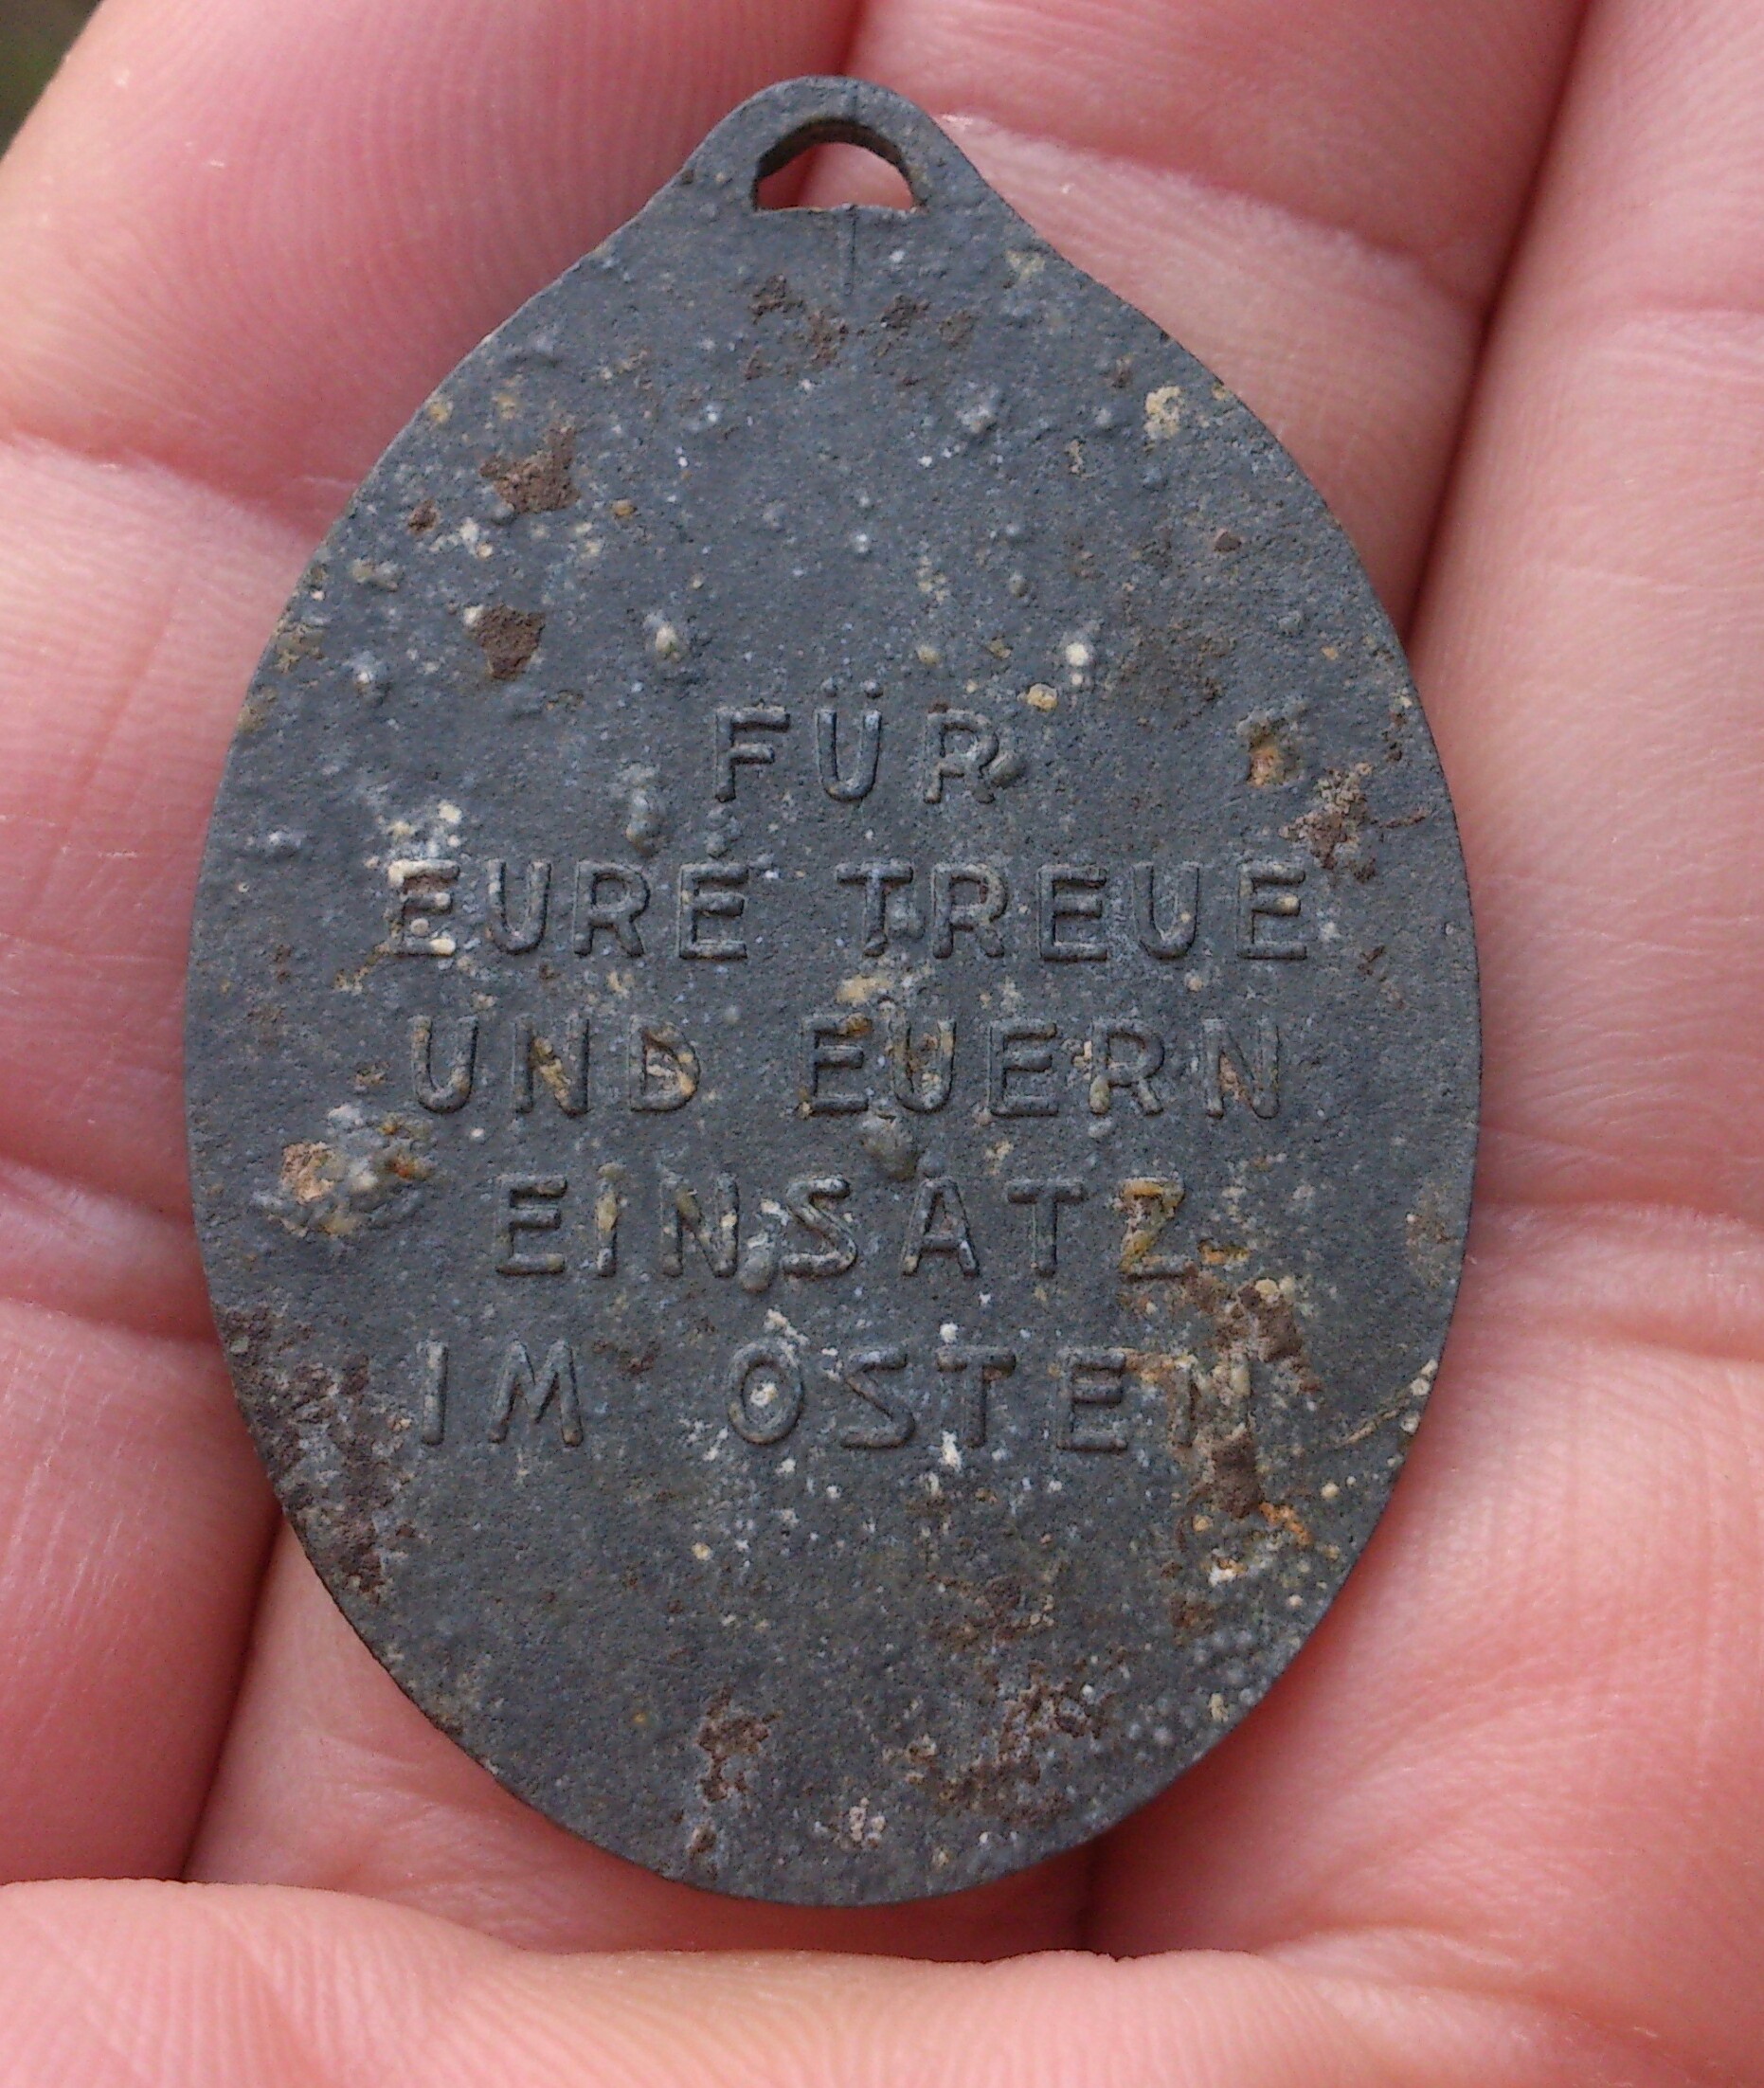 FÜR
EURE TREUE
UND EUERN
EINSATZ
IM OSTEN